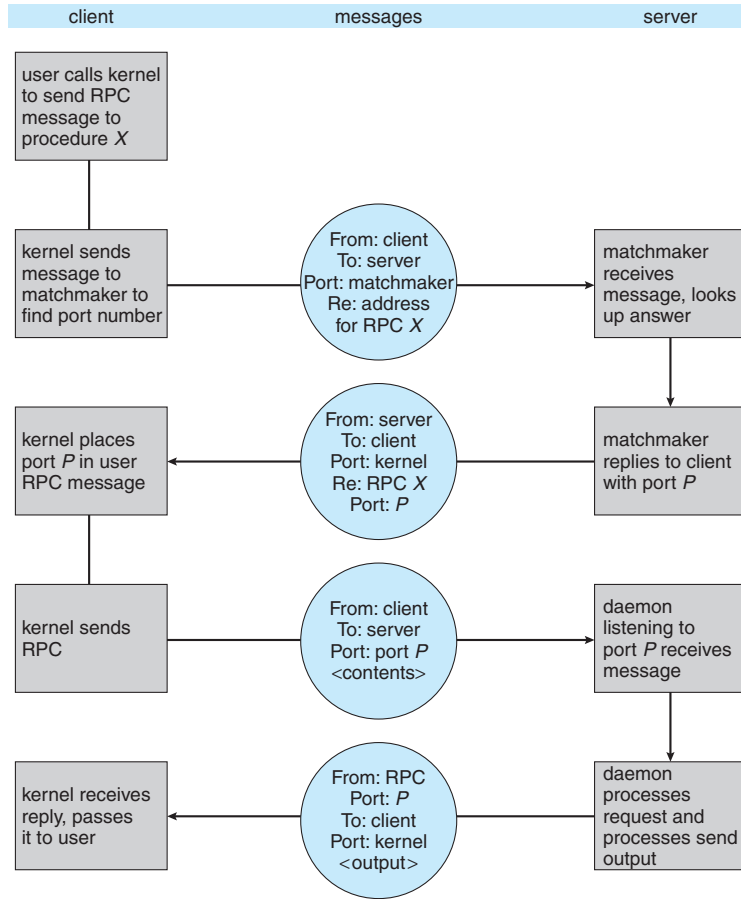 client
messages
server
user calls kernel
to send RPC
message to
procedure X
kernel sends
message to
matchmaker to
find port number
From: client
To: server
Port: matchmaker
Re: address
for RPC X
matchmaker
receives
message, looks
up answer
kernel places
port P in user
RPC message
From: server
To: client
Port: kernel
Re: RPC X
Port: P
matchmaker
replies to client
with port P
kernel sends
RPC
From: client
To: server
Port: port P
<contents>
daemon
listening to
port P receives
message
kernel receives
reply, passes
it to user
From: RPC
Port: P
To: client
Port: kernel
<output>
daemon
processes
request and
processes send
output